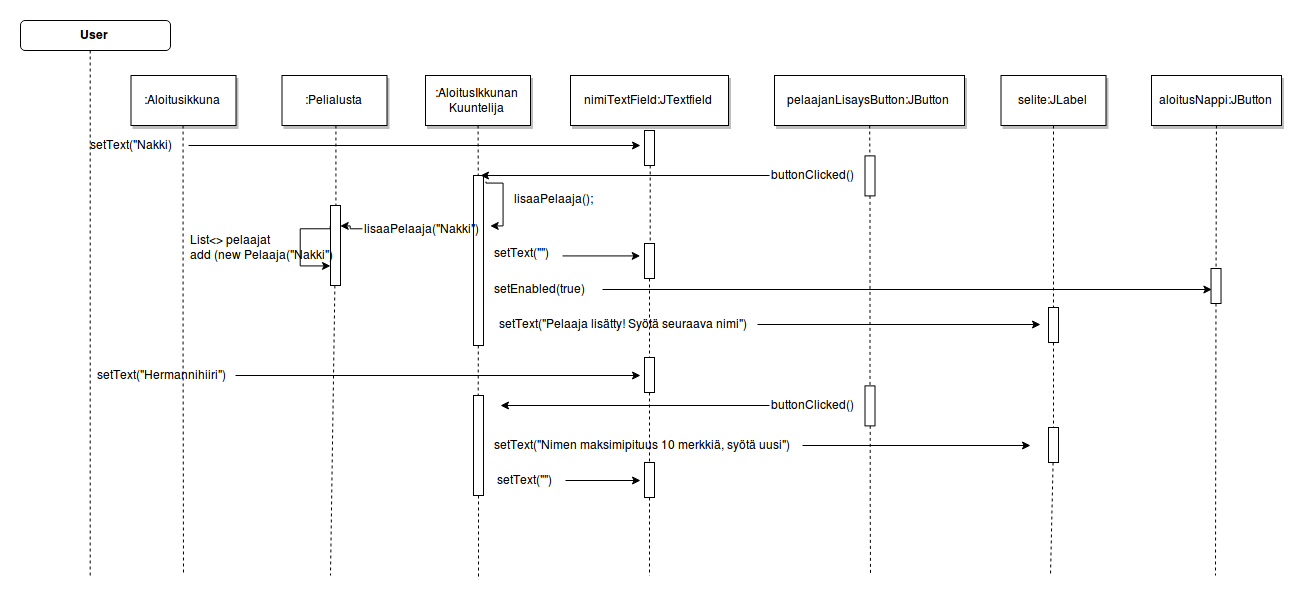 User
:Aloitusikkuna
:Pelialusta
:AloitusIkkunan
Kuuntelija
nimiTextField:JTextfield
pelaajanLisaysButton:JButton
selite:JLabel
aloitusNappi:JButton
setText("Nakki)
buttonClicked()
lisaaPelaaja();
lisaaPelaaja("Nakki")
List<> pelaajat
add (new Pelaaja("Nakki")
setText("")
setEnabled(true)
setText("Pelaaja lisätty! Syötä seuraava nimi")
setText("Hermannihiiri")
buttonClicked()
setText("Nimen maksimipituus 10 merkkiä, syötä uusi")
setText("")